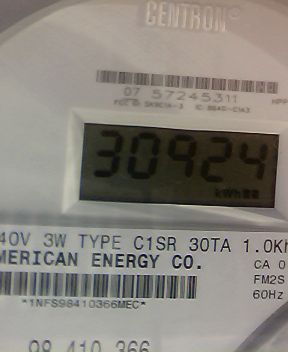 CENTRON®
07 57245311
30924
kWh
40V 3W TYPE C1SR 30TA 1.0Kh
MERICAN ENERGY CO.
CA 0
FM2S
60Hz
*1NFS98410366MEC*
98 410 366